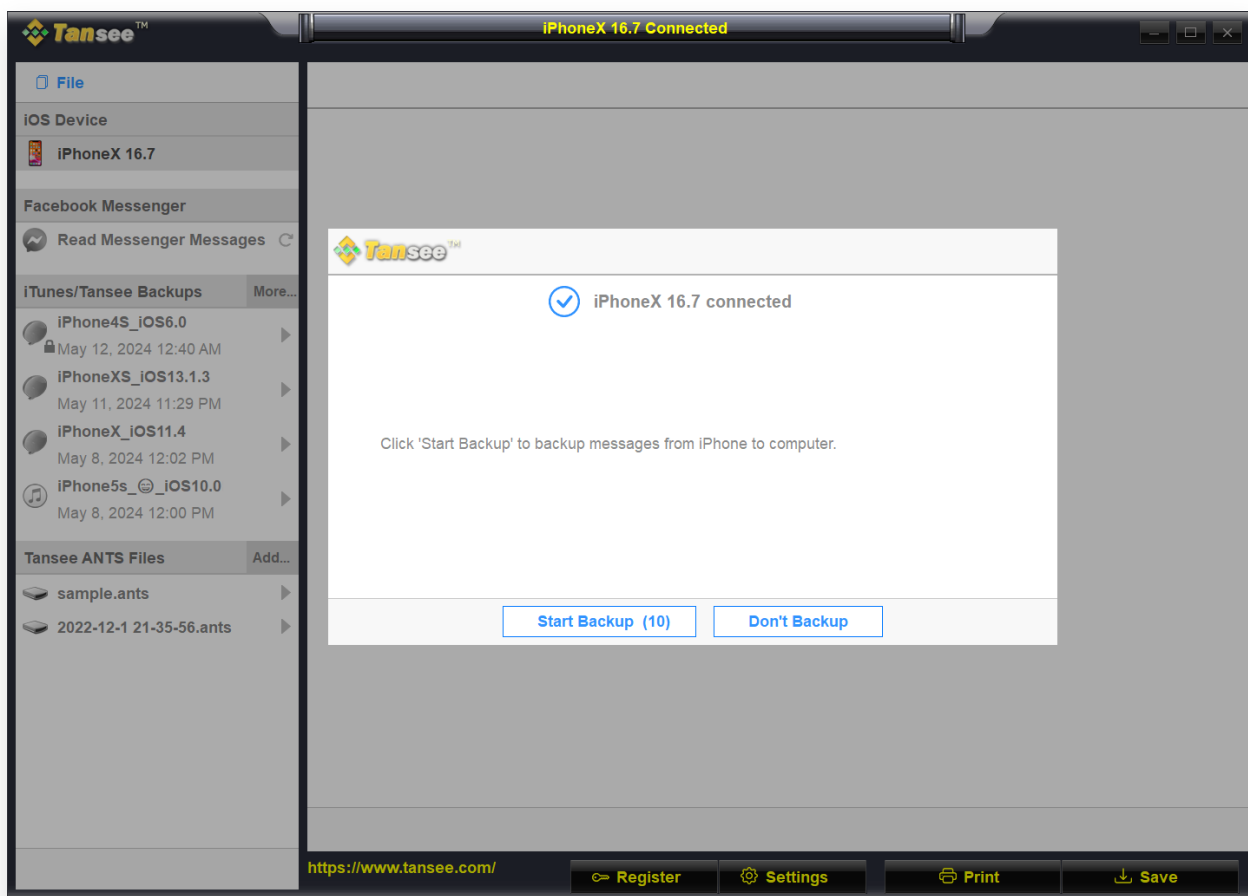 Tansee™
iPhoneX 16.7 Connected
File
iOS Device
iPhoneX 16.7
Facebook Messenger
Read Messenger Messages
iTunes/Tansee Backups More...
iPhone4S_iOS6.0
May 12, 2024 12:40 AM
iPhoneXS_iOS13.1.3
May 11, 2024 11:29 PM
iPhoneX_iOS11.4
May 8, 2024 12:02 PM
iPhone5s_😄_iOS10.0
May 8, 2024 12:00 PM
Tansee ANTS Files Add...
sample.ants
2022-12-1 21-35-56.ants
Tansee™
iPhoneX 16.7 connected
Click 'Start Backup' to backup messages from iPhone to computer.
Start Backup (10) Don't Backup
https://www.tansee.com/ Register Settings Print Save